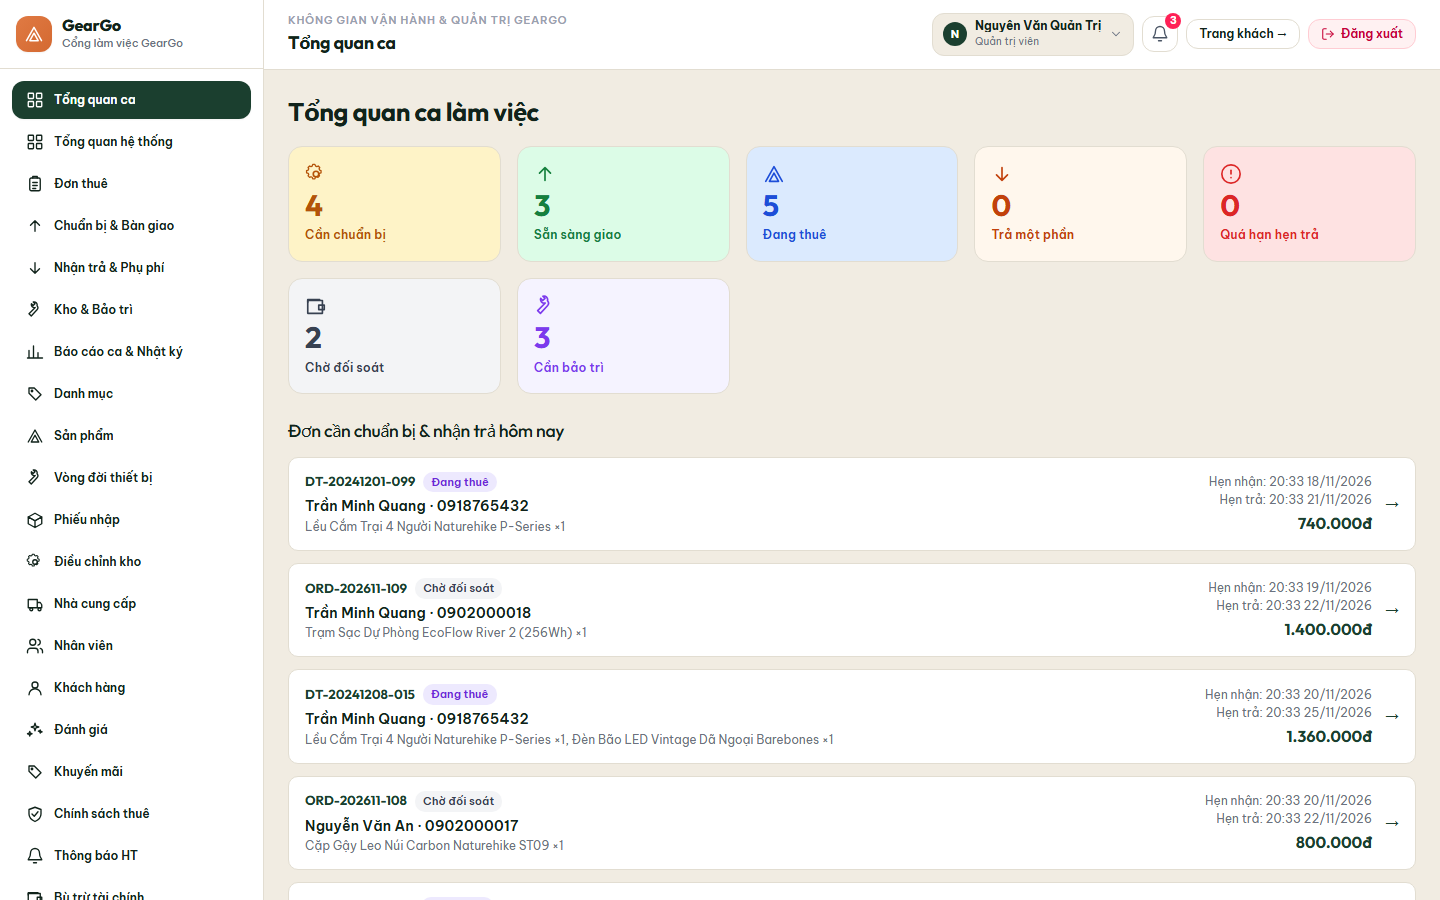 GearGo
Cổng làm việc GearGo
Tổng quan ca
Tổng quan hệ thống
Đơn thuê
Chuẩn bị & Bàn giao
Nhận trả & Phụ phí
Kho & Bảo trì
Báo cáo ca & Nhật ký
Danh mục
Sản phẩm
Vòng đời thiết bị
Phiếu nhập
Điều chỉnh kho
Nhà cung cấp
Nhân viên
Khách hàng
Đánh giá
Khuyến mãi
Chính sách thuê
Thông báo HT
Bù trừ tài chính
KHÔNG GIAN VẬN HÀNH & QUẢN TRỊ GEARGO
Tổng quan ca
N
Nguyễn Văn Quản Trị
Quản trị viên
3
Trang khách →
Đăng xuất
Tổng quan ca làm việc
4
Cần chuẩn bị
3
Sẵn sàng giao
5
Đang thuê
0
Trả một phần
0
Quá hạn hẹn trả
2
Chờ đối soát
3
Cần bảo trì
Đơn cần chuẩn bị & nhận trả hôm nay
DT-20241201-099 Đang thuê
Trần Minh Quang · 0918765432
Lều Cắm Trại 4 Người Naturehike P-Series ×1
Hẹn nhận: 20:33 18/11/2026
Hẹn trả: 20:33 21/11/2026
740.000đ
→
ORD-202611-109 Chờ đối soát
Trần Minh Quang · 0902000018
Trạm Sạc Dự Phòng EcoFlow River 2 (256Wh) ×1
Hẹn nhận: 20:33 19/11/2026
Hẹn trả: 20:33 22/11/2026
1.400.000đ
→
DT-20241208-015 Đang thuê
Trần Minh Quang · 0918765432
Lều Cắm Trại 4 Người Naturehike P-Series ×1, Đèn Bão LED Vintage Dã Ngoại Barebones ×1
Hẹn nhận: 20:33 20/11/2026
Hẹn trả: 20:33 25/11/2026
1.360.000đ
→
ORD-202611-108 Chờ đối soát
Nguyễn Văn An · 0902000017
Cặp Gậy Leo Núi Carbon Naturehike ST09 ×1
Hẹn nhận: 20:33 20/11/2026
Hẹn trả: 20:33 22/11/2026
800.000đ
→